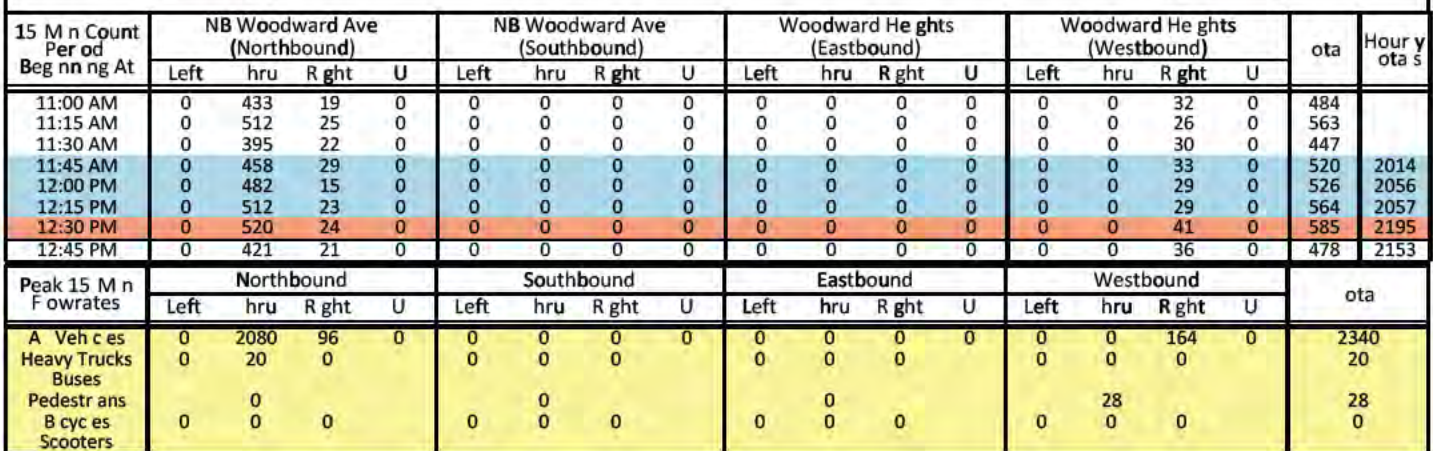 15 M n Count Per od Beg nn ng At | NB Woodward Ave (Northbound) | NB Woodward Ave (Southbound) | Woodward He ghts (Eastbound) | Woodward He ghts (Westbound) | ota | Hour y ota s
Left hru R ght U Left hru R ght U Left hru R ght U Left hru R ght U
11:00 AM 0 433 19 0 0 0 0 0 0 0 0 0 0 0 32 0 484
11:15 AM 0 512 25 0 0 0 0 0 0 0 0 0 0 0 26 0 563
11:30 AM 0 395 22 0 0 0 0 0 0 0 0 0 0 0 30 0 447
11:45 AM 0 458 29 0 0 0 0 0 0 0 0 0 0 0 33 0 520 2014
12:00 PM 0 482 15 0 0 0 0 0 0 0 0 0 0 0 29 0 526 2056
12:15 PM 0 512 23 0 0 0 0 0 0 0 0 0 0 0 29 0 564 2057
12:30 PM 0 520 24 0 0 0 0 0 0 0 0 0 0 0 41 0 585 2195
12:45 PM 0 421 21 0 0 0 0 0 0 0 0 0 0 0 36 0 478 2153
Peak 15 M n F owrates | Northbound | Southbound | Eastbound | Westbound | ota
Left hru R ght U Left hru R ght U Left hru R ght U Left hru R ght U
A Veh c es 0 2080 96 0 0 0 0 0 0 0 0 0 0 0 164 0 2340
Heavy Trucks 0 20 0 0 0 0 0 0 0 0 0 0 20
Buses
Pedestr ans 0 0 0 28 28
B cyc es 0 0 0 0 0 0 0 0 0 0 0 0 0
Scooters